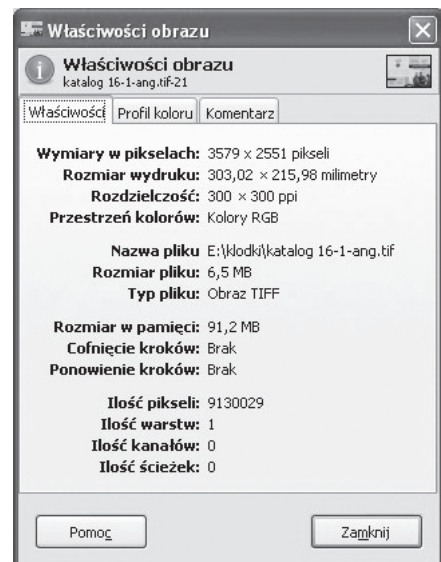 Właściwości obrazu
Właściwości obrazu
katalog 16-1-ang.tif-21
Właściwości Profil koloru Komentarz
Wymiary w pikselach: 3579 x 2551 pikseli
Rozmiar wydruku: 303,02 × 215,98 milimetry
Rozdzielczość: 300 × 300 ppi
Przestrzeń kolorów: Kolory RGB
Nazwa pliku E:\kłodki\katalog 16-1-ang.tif
Rozmiar pliku: 6,5 MB
Typ pliku: Obraz TIFF
Rozmiar w pamięci: 91,2 MB
Cofnięcie kroków: Brak
Ponowienie kroków: Brak
Ilość pikseli: 9130029
Ilość warstw: 1
Ilość kanałów: 0
Ilość ścieżek: 0
Pomoc Zamknij